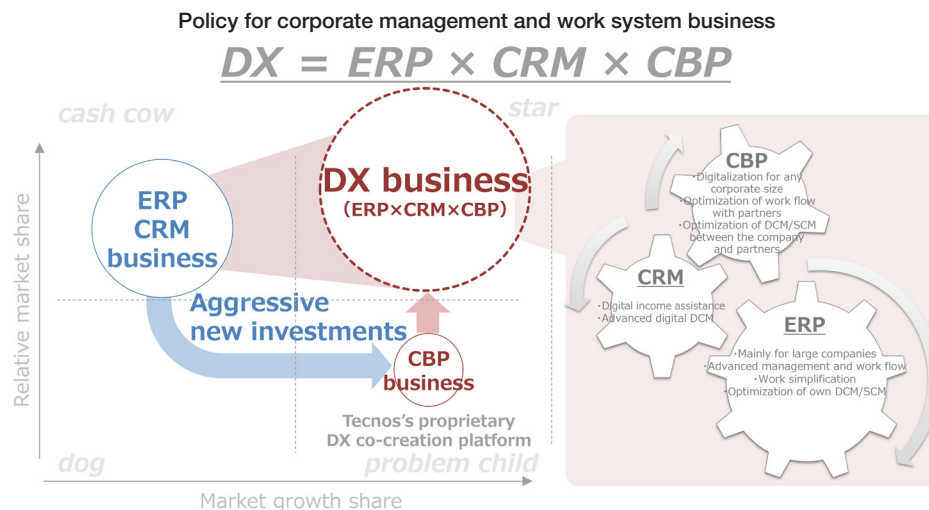 Policy for corporate management and work system business
DX = ERP × CRM × CBP
cash cow
star
Relative market share
ERP
CRM
business
DX business
(ERP×CRM×CBP)
Aggressive
new investments
CBP
business
Tecnos's proprietary
DX co-creation platform
dog
problem child
Market growth share
CBP
・Digitalization for any
corporate size
・Optimization of work flow
with partners
・Optimization of DCM/SCM
between the company
and partners
CRM
・Digital income assistance
・Advanced digital DCM
ERP
・Mainly for large companies
・Advanced management and work flow
・Work simplification
・Optimization of own DCM/SCM